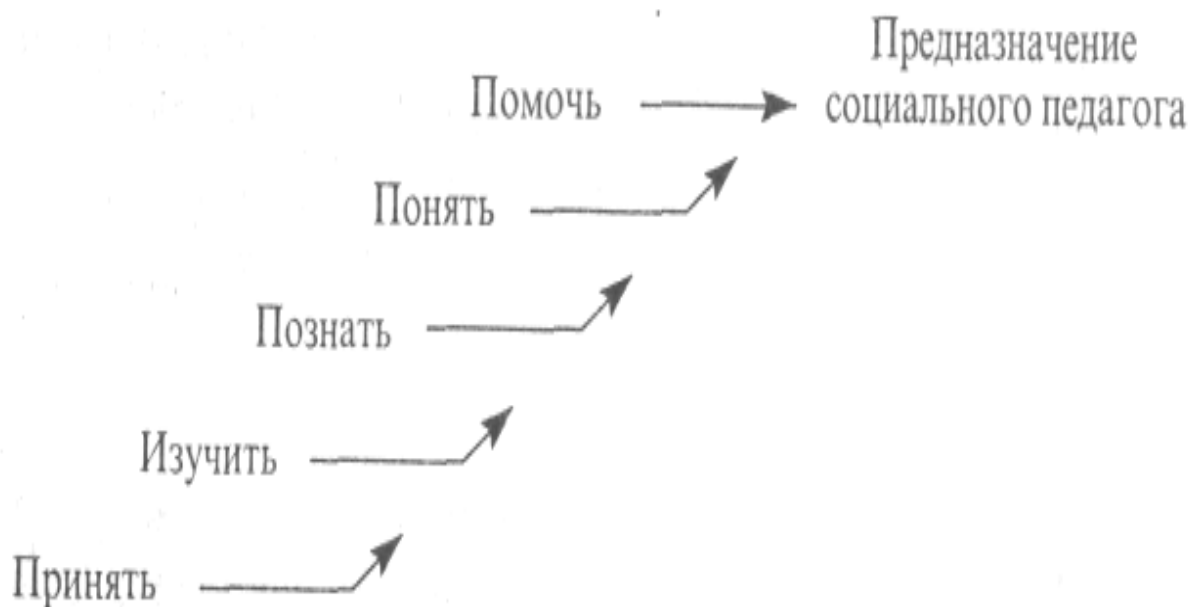 Предназначение
Помочь социального педагога
Понять
Познать
Изучить
Принять